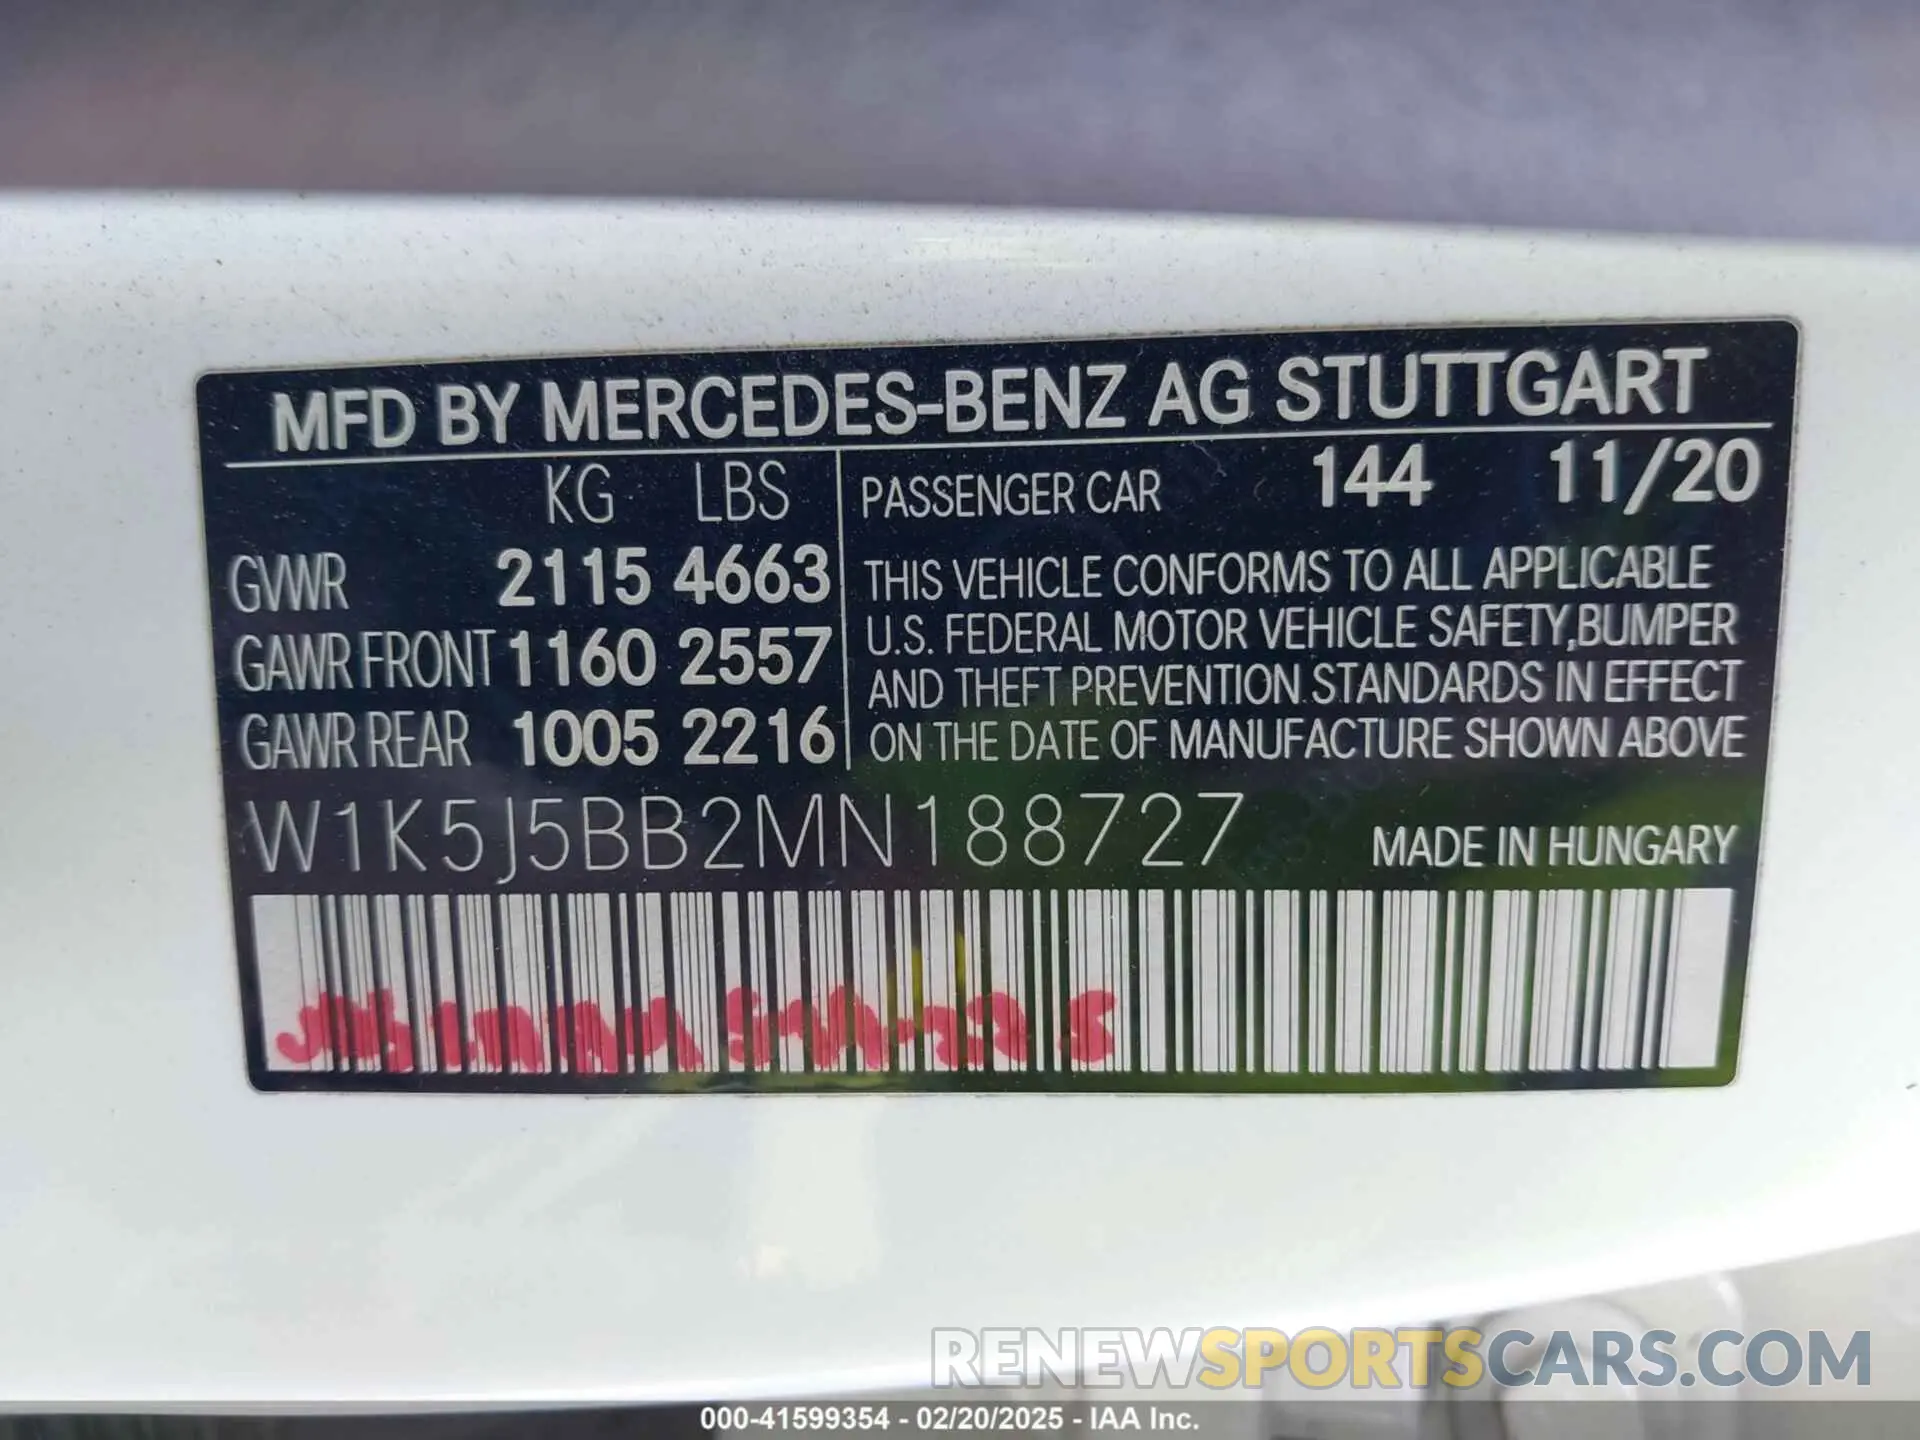 MFD BY MERCEDES-BENZ AG STUTTGART
KG LBS
GVWR 2115 4663
GAWR FRONT 1160 2557
GAWR REAR 1005 2216
PASSENGER CAR 144 11/20
THIS VEHICLE CONFORMS TO ALL APPLICABLE
U.S. FEDERAL MOTOR VEHICLE SAFETY,BUMPER
AND THEFT PREVENTION STANDARDS IN EFFECT
ON THE DATE OF MANUFACTURE SHOWN ABOVE
W1K5J5BB2MN188727
MADE IN HUNGARY
RENEWSPORTSCARS.COM
000-41599354 - 02/20/2025 - IAA Inc.